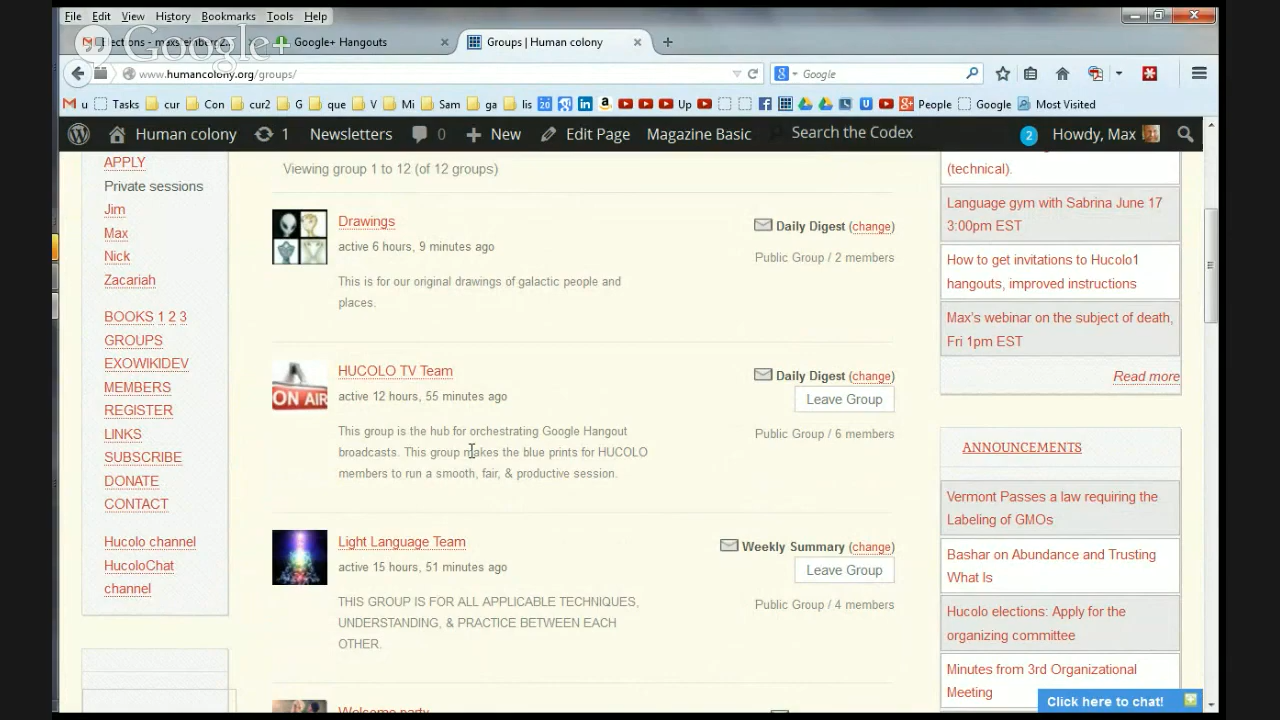 File Edit View History Bookmarks Tools Help
Google+
Google+ Hangouts
Groups | Human colony
www.humancolony.org/groups/
Google
u Tasks cur Con cur2 G que V Mi Sam ga lis 20 Up People Google Most Visited
Human colony 1 Newsletters 0 New Edit Page Magazine Basic Search the Codex 2 Howdy, Max
APPLY
Private sessions
Jim
Max
Nick
Zacariah
BOOKS 1 2 3
GROUPS
EXOWIKIDEV
MEMBERS
REGISTER
LINKS
SUBSCRIBE
DONATE
CONTACT
Hucolo channel
HucoloChat
channel
Viewing group 1 to 12 (of 12 groups)
Drawings
active 6 hours, 9 minutes ago
This is for our original drawings of galactic people and
places.
Daily Digest (change)
Public Group / 2 members
ON AIR
HUCOLO TV Team
active 12 hours, 55 minutes ago
This group is the hub for orchestrating Google Hangout
broadcasts. This group makes the blue prints for HUCOLO
members to run a smooth, fair, & productive session.
Daily Digest (change)
Leave Group
Public Group / 6 members
Light Language Team
active 15 hours, 51 minutes ago
THIS GROUP IS FOR ALL APPLICABLE TECHNIQUES,
UNDERSTANDING, & PRACTICE BETWEEN EACH
OTHER.
Weekly Summary (change)
Leave Group
Public Group / 4 members
Welcome party
(technical).
Language gym with Sabrina June 17
3:00pm EST
How to get invitations to Hucolo1
hangouts, improved instructions
Max's webinar on the subject of death,
Fri 1pm EST
Read more
ANNOUNCEMENTS
Vermont Passes a law requiring the
Labeling of GMOs
Bashar on Abundance and Trusting
What Is
Hucolo elections: Apply for the
organizing committee
Minutes from 3rd Organizational
Meeting
Click here to chat!